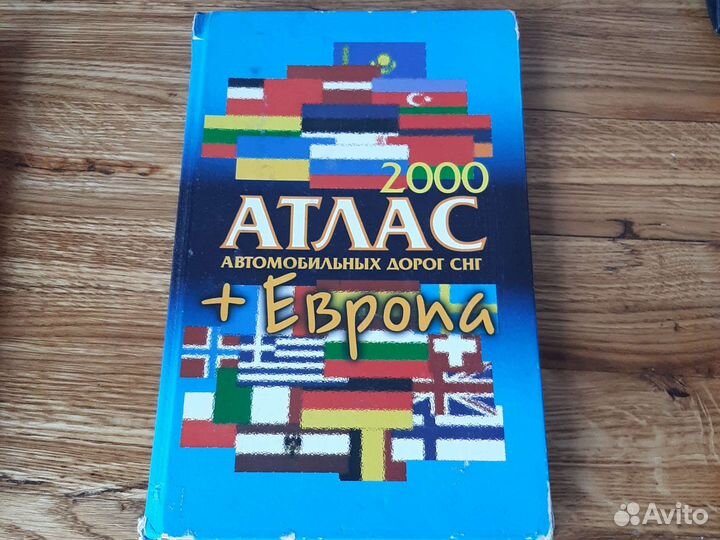 2000
АТЛАС
АВТОМОБИЛЬНЫХ ДОРОГ СНГ
+ Европа
Avito